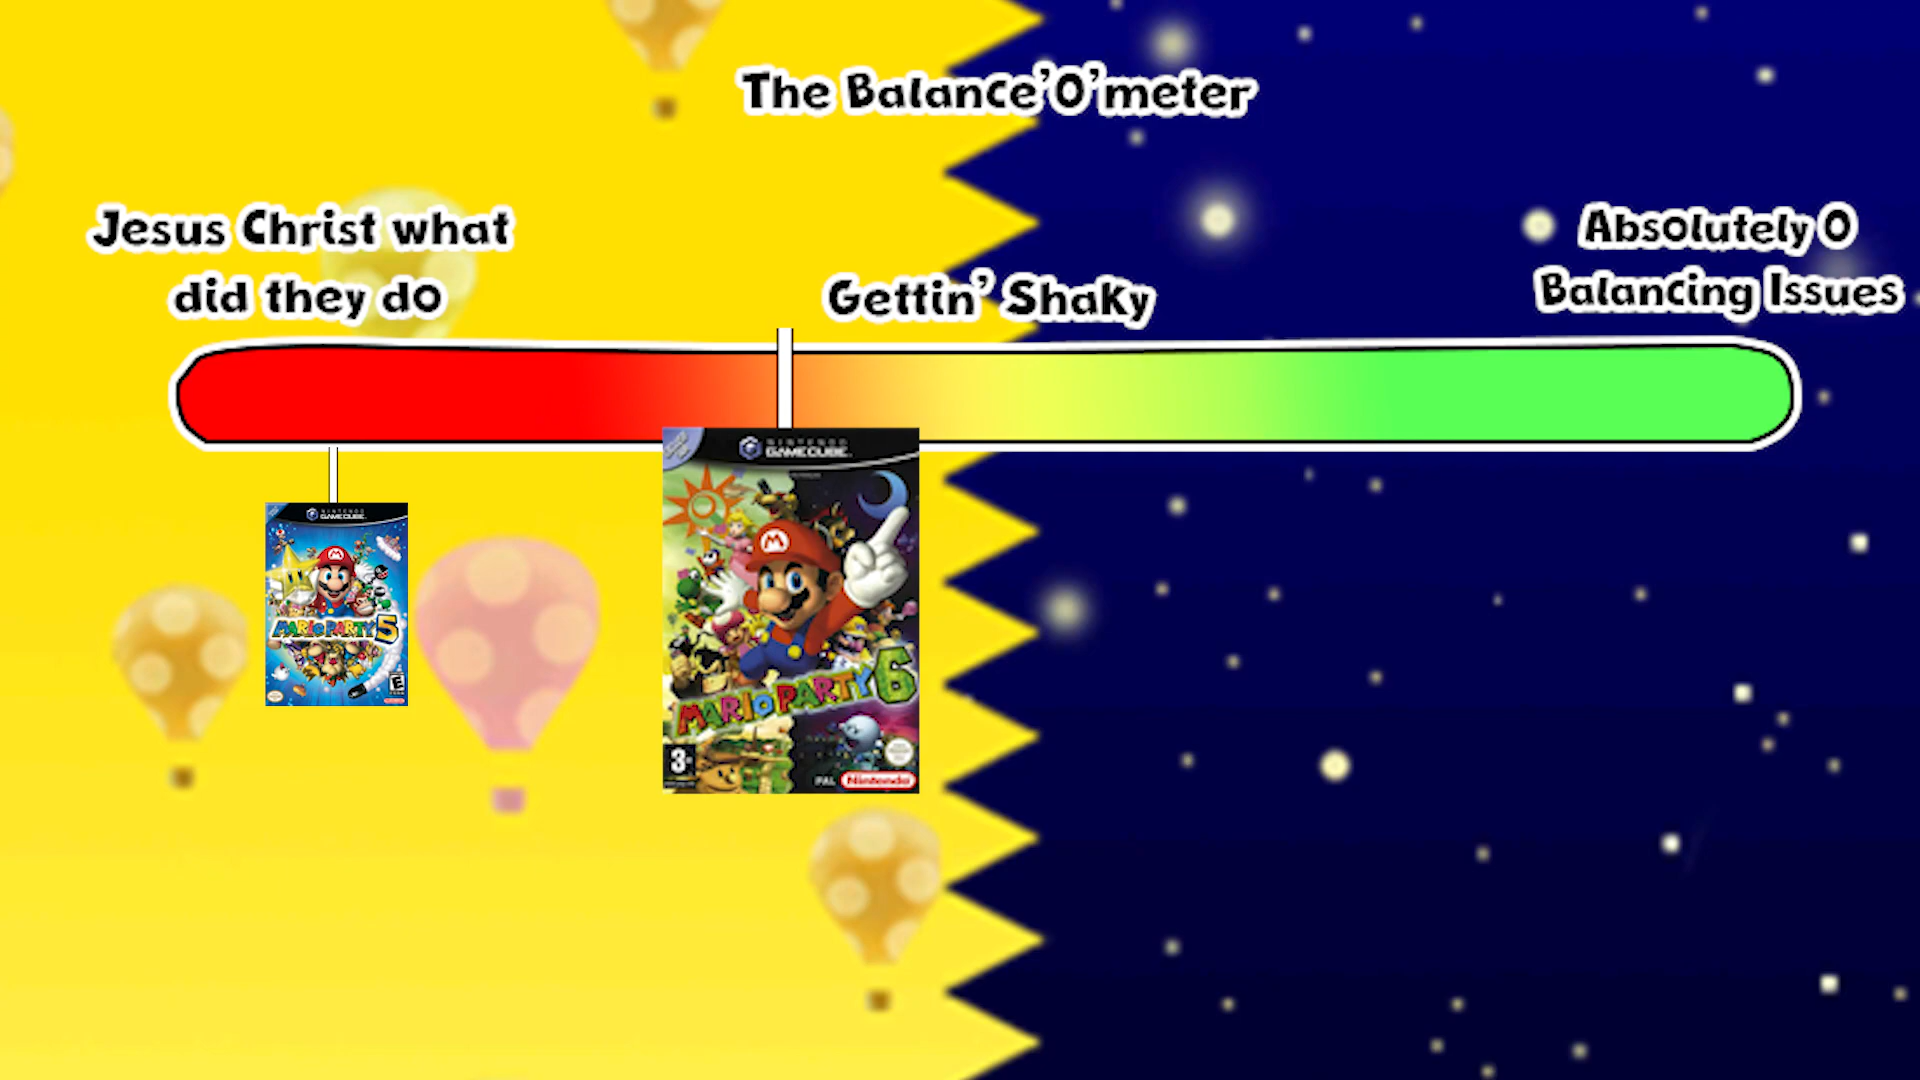 The Balance'O'meter
Jesus Christ what
did they do
Gettin' Shaky
Absolutely 0
Balancing Issues
NINTENDO
GAMECUBE
MARIO PARTY 5
E
Nintendo
NINTENDO
GAMECUBE
MARIO PARTY 6
3+
PAL
Nintendo